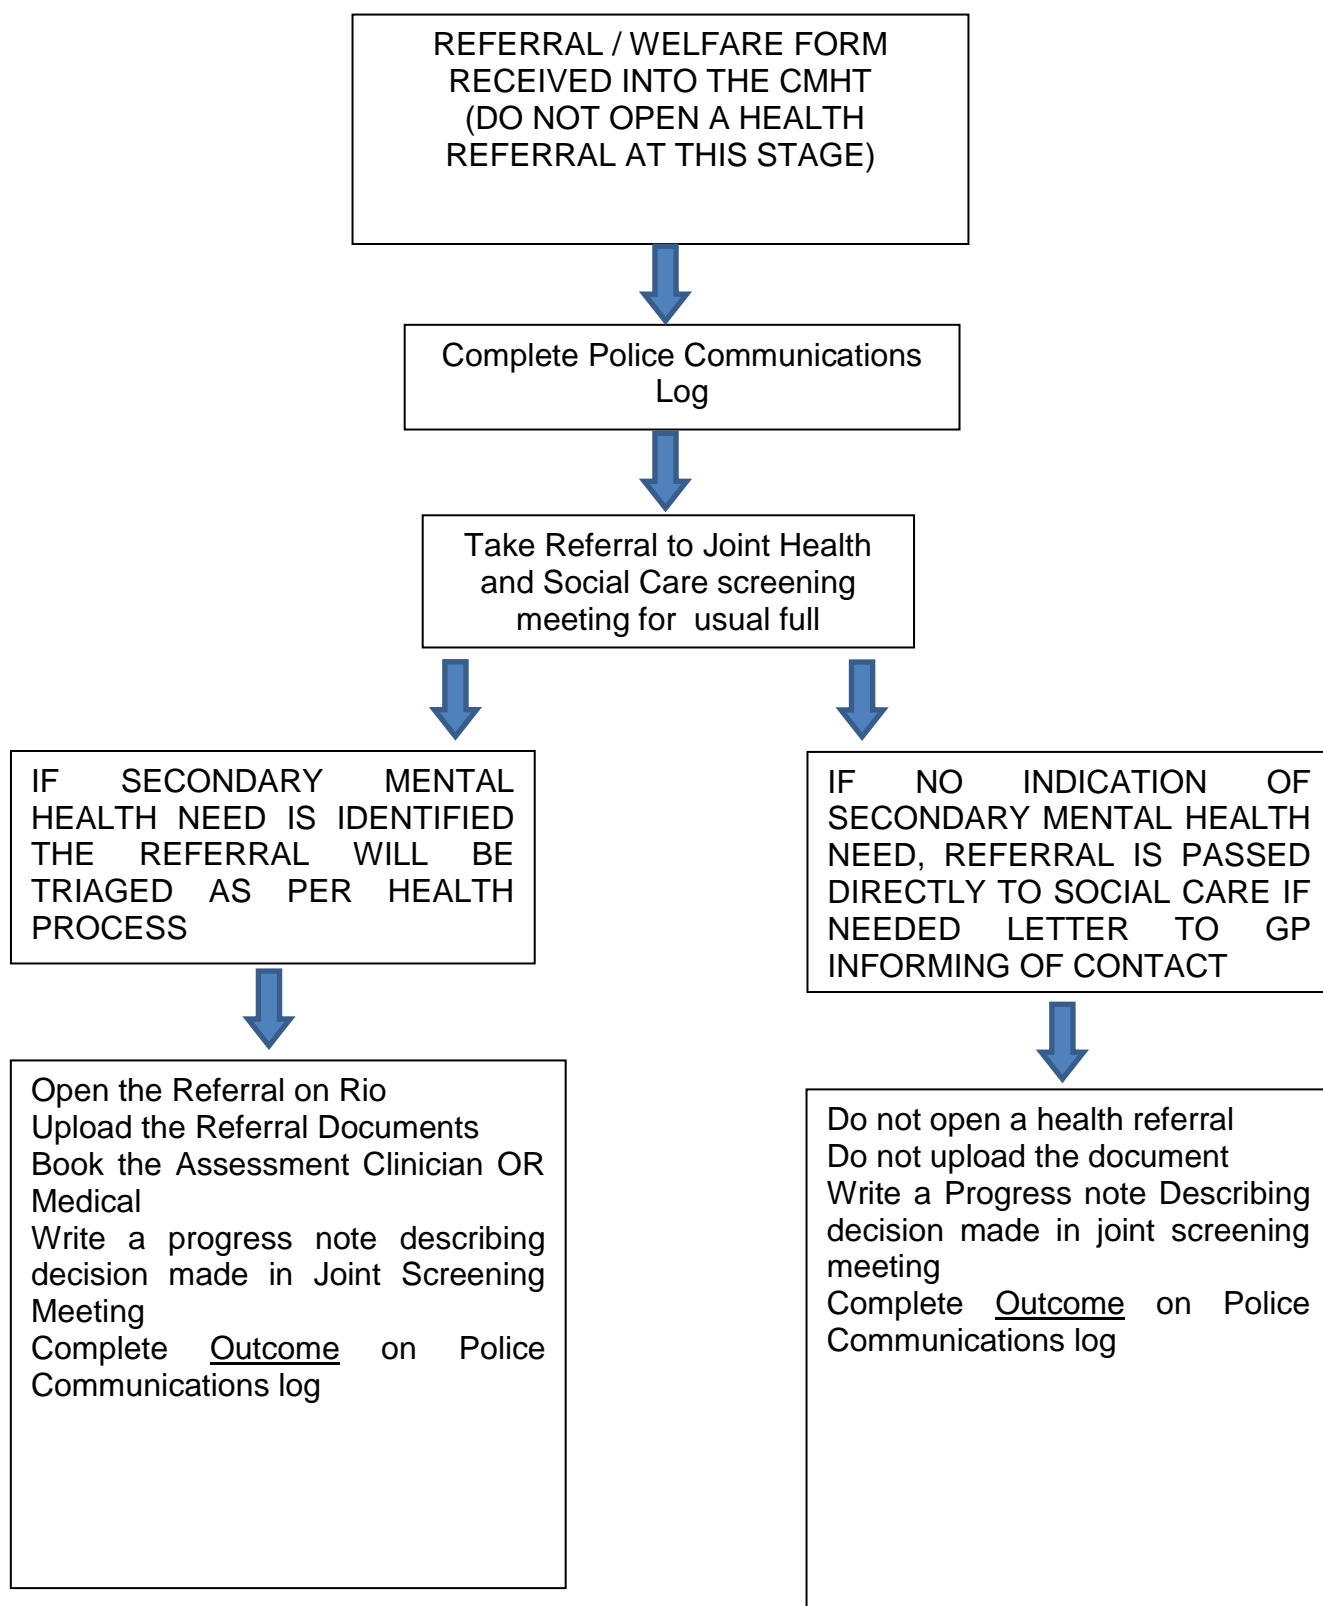 REFERRAL / WELFARE FORM
RECEIVED INTO THE CMHT
(DO NOT OPEN A HEALTH
REFERRAL AT THIS STAGE)
Complete Police Communications
Log
Take Referral to Joint Health
and Social Care screening
meeting for usual full
IF SECONDARY MENTAL
HEALTH NEED IS IDENTIFIED
THE REFERRAL WILL BE
TRIAGED AS PER HEALTH
PROCESS
IF NO INDICATION OF
SECONDARY MENTAL HEALTH
NEED, REFERRAL IS PASSED
DIRECTLY TO SOCIAL CARE IF
NEEDED LETTER TO GP
INFORMING OF CONTACT
Open the Referral on Rio
Upload the Referral Documents
Book the Assessment Clinician OR
Medical
Write a progress note describing
decision made in Joint Screening
Meeting
Complete Outcome on Police
Communications log
Do not open a health referral
Do not upload the document
Write a Progress note Describing
decision made in joint screening
meeting
Complete Outcome on Police
Communications log